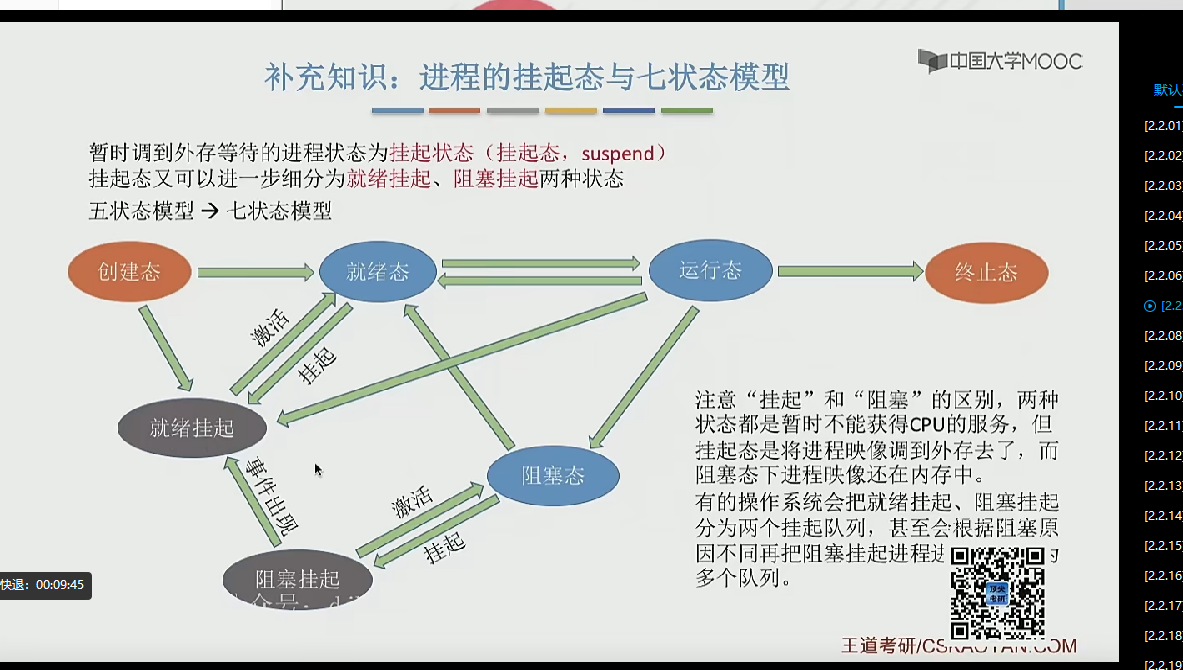 中国大学MOOC
补充知识：进程的挂起态与七状态模型
暂时调到外存等待的进程状态为挂起状态（挂起态，suspend）
挂起态又可以进一步细分为就绪挂起、阻塞挂起两种状态
五状态模型 → 七状态模型
创建态
就绪态
运行态
终止态
激活
挂起
就绪挂起
事件出现
阻塞态
激活
挂起
阻塞挂起
注意“挂起”和“阻塞”的区别，两种
状态都是暂时不能获得CPU的服务，但
挂起态是将进程映像调到外存去了，而
阻塞态下进程映像还在内存中。
有的操作系统会把就绪挂起、阻塞挂起
分为两个挂起队列，甚至会根据阻塞原
因不同再把阻塞挂起进程进
多个队列。
王道考研/CSKAOYAN.COM
快退：00:09:45
默认
[2.2.01]
[2.2.02]
[2.2.03]
[2.2.04]
[2.2.05]
[2.2.06]
[2.2
[2.2.08]
[2.2.09]
[2.2.10]
[2.2.11]
[2.2.12]
[2.2.13]
[2.2.14]
[2.2.15]
[2.2.16]
[2.2.17]
[2.2.18]
[2.2.19]